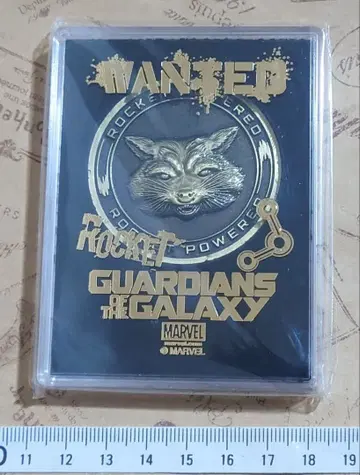 WANTED
ROCKET POWERED
ROCKET POWERED
ROCKET
GUARDIANS
OF THE GALAXY
MARVEL
marvel.com
© MARVEL
11 12 13 14 15 16 17 18 19